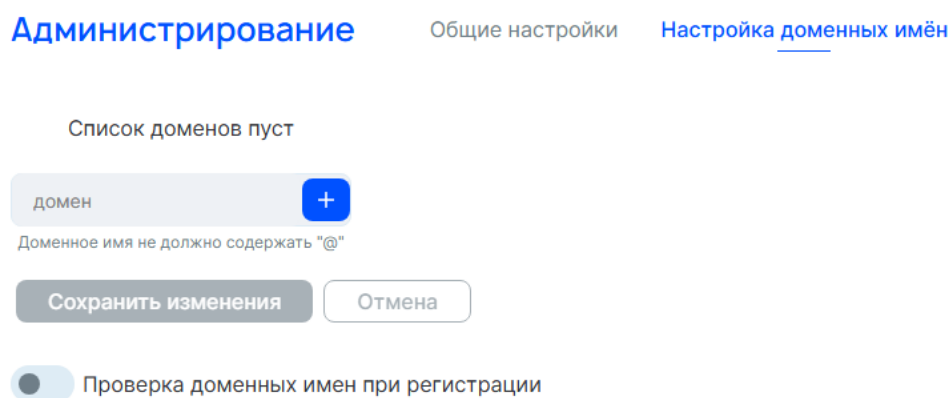 Администрирование Общие настройки Настройка доменных имён
Список доменов пуст
домен +
Доменное имя не должно содержать "@"
Сохранить изменения Отмена
Проверка доменных имен при регистрации